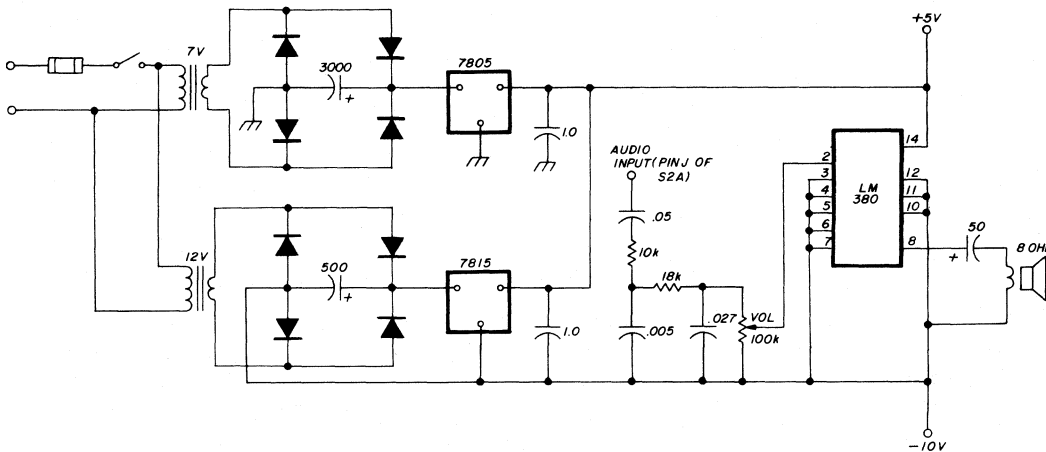 +5V
7V
3000
+
7805
1.0
AUDIO
INPUT(PINJ OF
S2A)
.05
10k
18k
.005
.027
VOL
100k
2
3
4
5
6
7
LM
380
14
12
11
10
8
50
+
8 OH
12V
500
+
7815
1.0
-10V